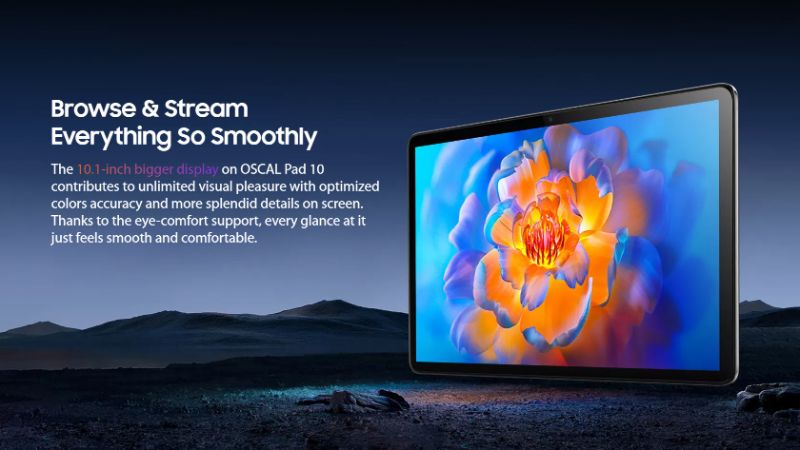 Browse & Stream
Everything So Smoothly
The 10.1-inch bigger display on OSCAL Pad 10
contributes to unlimited visual pleasure with optimized
colors accuracy and more splendid details on screen.
Thanks to the eye-comfort support, every glance at it
just feels smooth and comfortable.